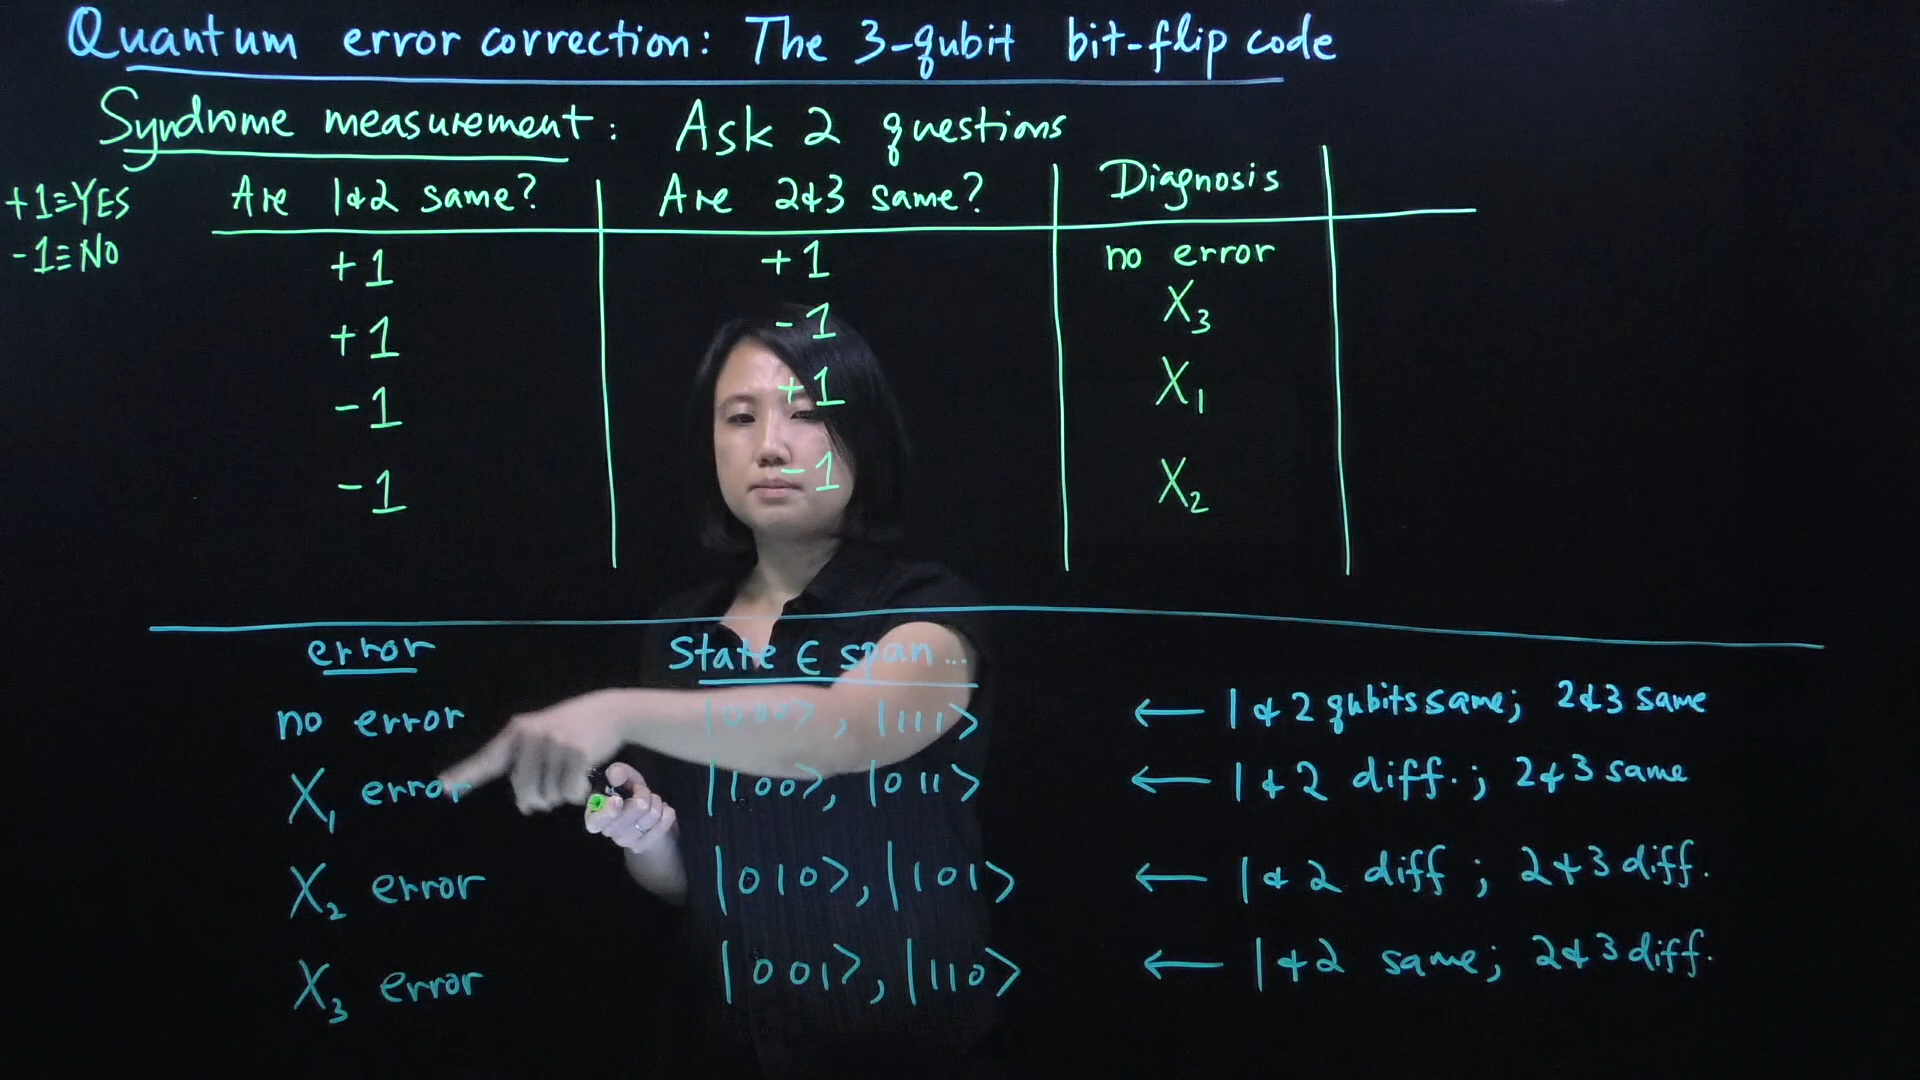 Quantum error correction: The 3-qubit bit-flip code
Syndrome measurement: Ask 2 questions
+1≡YES
-1≡NO
Are 1&2 same? Are 2&3 same? Diagnosis
+1 +1 no error
+1 -1 X₃
-1 +1 X₁
-1 -1 X₂
error State ∈ span...
no error |000⟩, |111⟩ ← 1 & 2 qubits same; 2&3 same
X₁ error |100⟩, |011⟩ ← 1 & 2 diff.; 2&3 same
X₂ error |010⟩, |101⟩ ← 1 & 2 diff; 2&3 diff.
X₃ error |001⟩, |110⟩ ← 1&2 same; 2&3 diff.